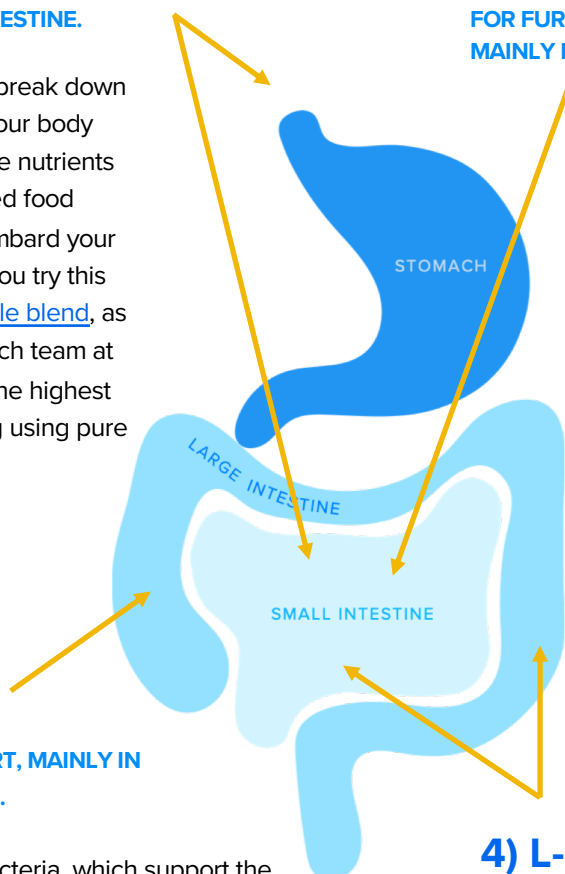 ESTINE.
break down
our body
e nutrients
ed food
mbard your
ou try this
le blend, as
ch team at
he highest
g using pure
FOR FUR
MAINLY
STOMACH
LARGE INTESTINE
SMALL INTESTINE
RT, MAINLY IN
.
cteria, which support the
4) L-